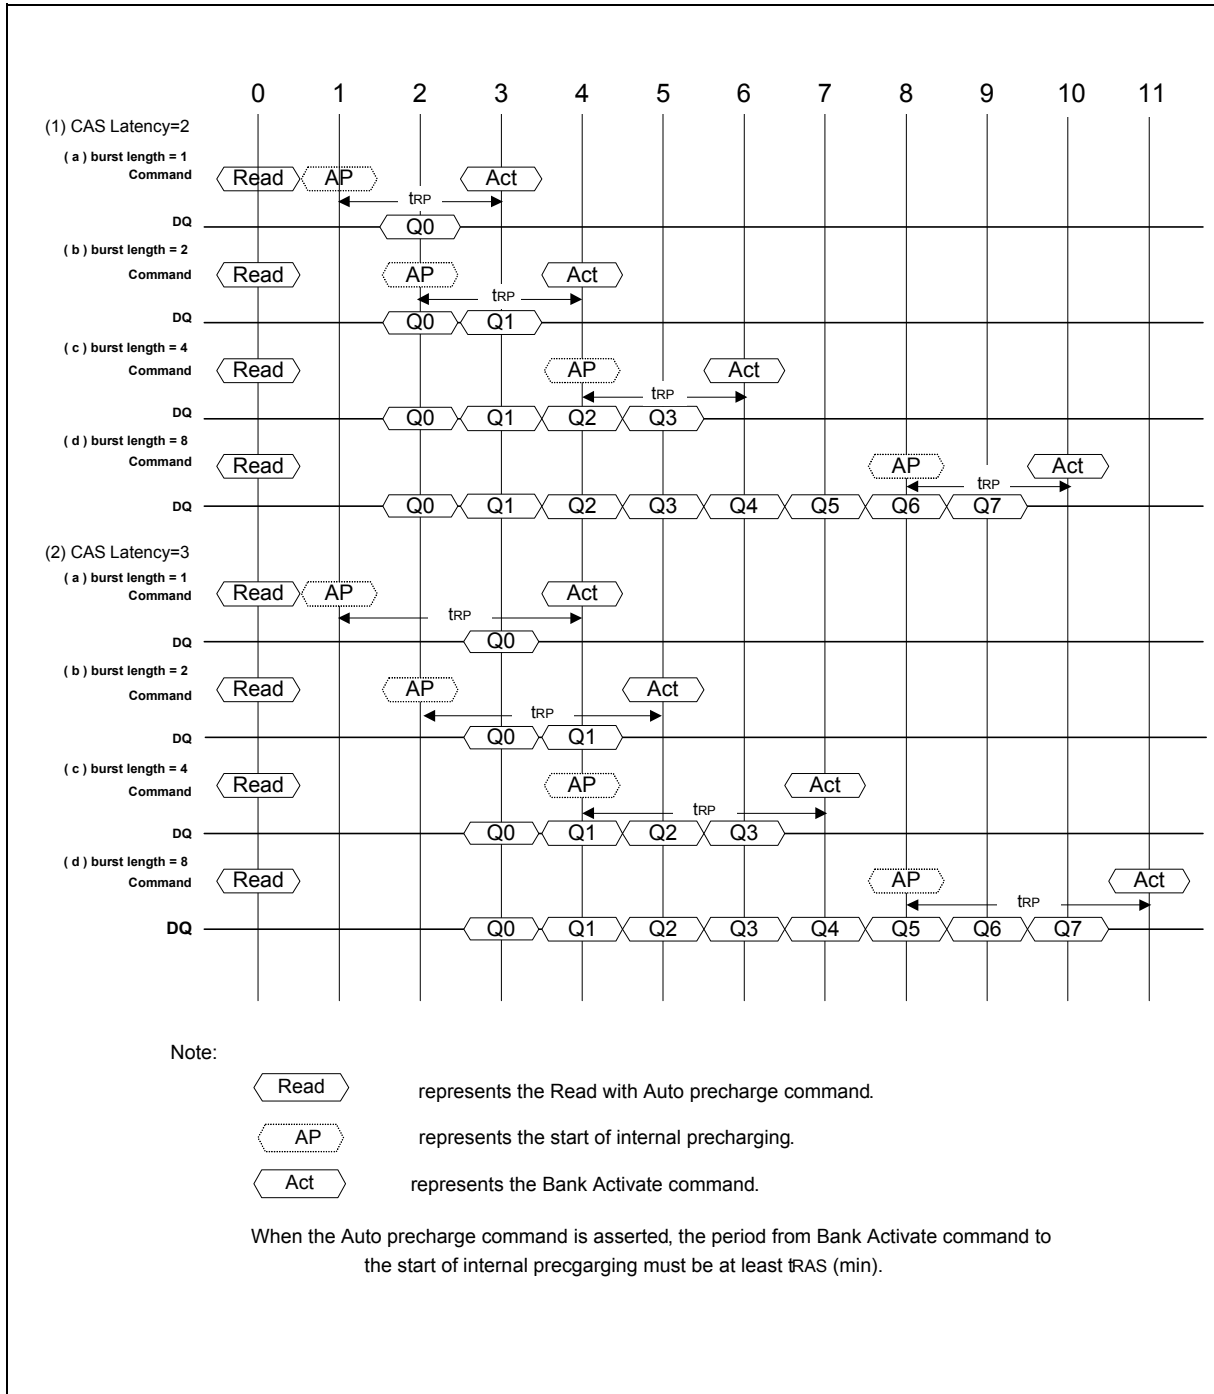 0 1 2 3 4 5 6 7 8 9 10 11
(1) CAS Latency=2
( a ) burst length = 1
Command Read AP Act
tRP
DQ Q0
( b ) burst length = 2
Command Read AP Act
tRP
DQ Q0 Q1
( c ) burst length = 4
Command Read AP Act
tRP
DQ Q0 Q1 Q2 Q3
( d ) burst length = 8
Command Read AP Act
tRP
DQ Q0 Q1 Q2 Q3 Q4 Q5 Q6 Q7
(2) CAS Latency=3
( a ) burst length = 1
Command Read AP Act
tRP
DQ Q0
( b ) burst length = 2
Command Read AP Act
tRP
DQ Q0 Q1
( c ) burst length = 4
Command Read AP Act
tRP
DQ Q0 Q1 Q2 Q3
( d ) burst length = 8
Command Read AP Act
tRP
DQ Q0 Q1 Q2 Q3 Q4 Q5 Q6 Q7
Note:
Read represents the Read with Auto precharge command.
AP represents the start of internal precharging.
Act represents the Bank Activate command.
When the Auto precharge command is asserted, the period from Bank Activate command to
the start of internal precgarging must be at least tRAS (min).